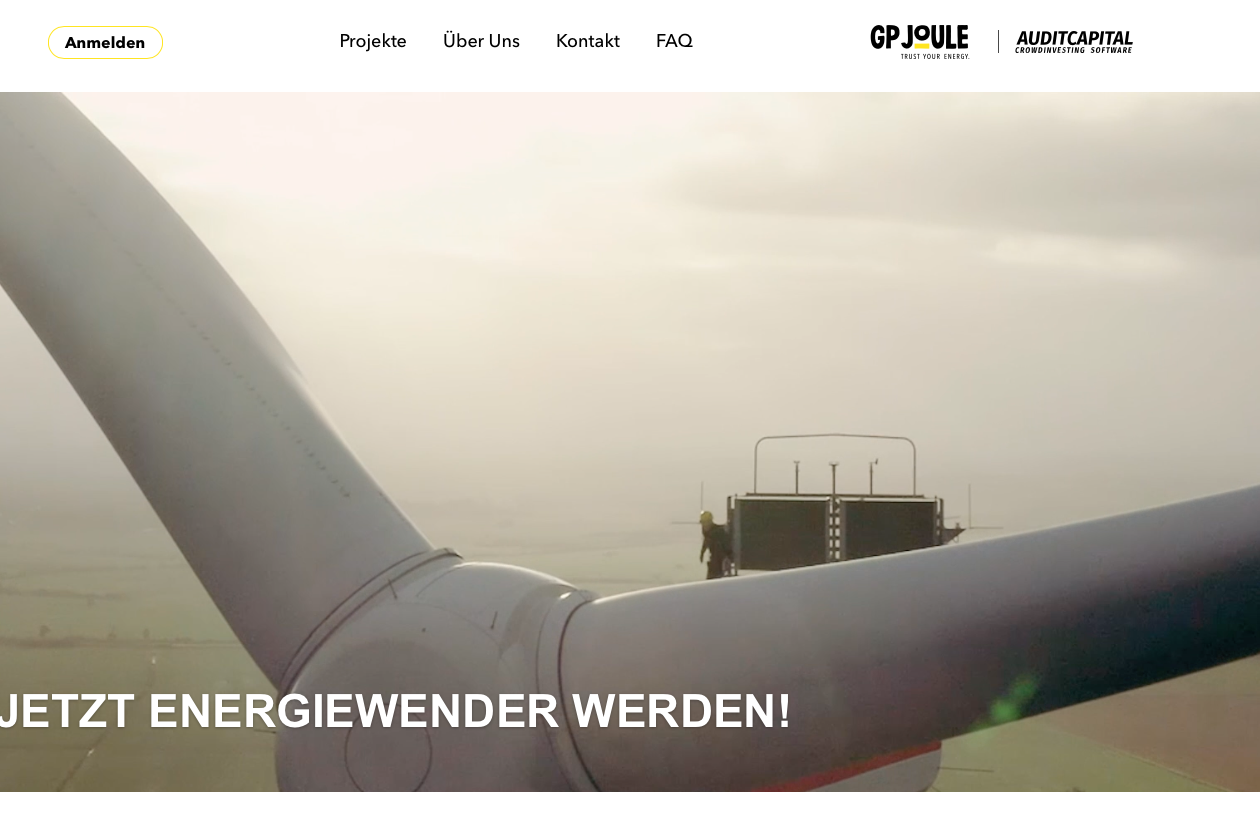 Anmelden
Projekte
Über Uns
Kontakt
FAQ
GP JOULE
TRUST YOUR ENERGY.
AUDITCAPITAL
CROWDINVESTING SOFTWARE
JETZT ENERGIEWENDER WERDEN!